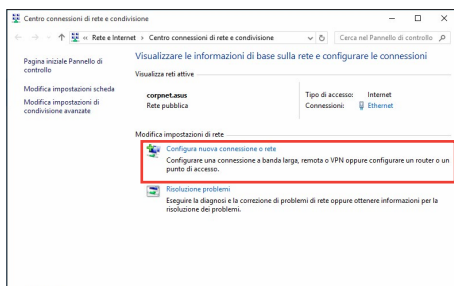 Centro connessioni di rete e condivisione
« Rete e Internet › Centro connessioni di rete e condivisione
Cerca nel Pannello di controllo
Pagina iniziale Pannello di controllo
Modifica impostazioni scheda
Modifica impostazioni di condivisione avanzate
Visualizzare le informazioni di base sulla rete e configurare le connessioni
Visualizza reti attive
corpnet.asus
Rete pubblica
Tipo di accesso: Internet
Connessioni: Ethernet
Modifica impostazioni di rete
Configura nuova connessione o rete
Configurare una connessione a banda larga, remota o VPN oppure configurare un router o un
punto di accesso.
Risoluzione problemi
Eseguire la diagnosi e la correzione di problemi di rete oppure ottenere informazioni per la
risoluzione dei problemi.